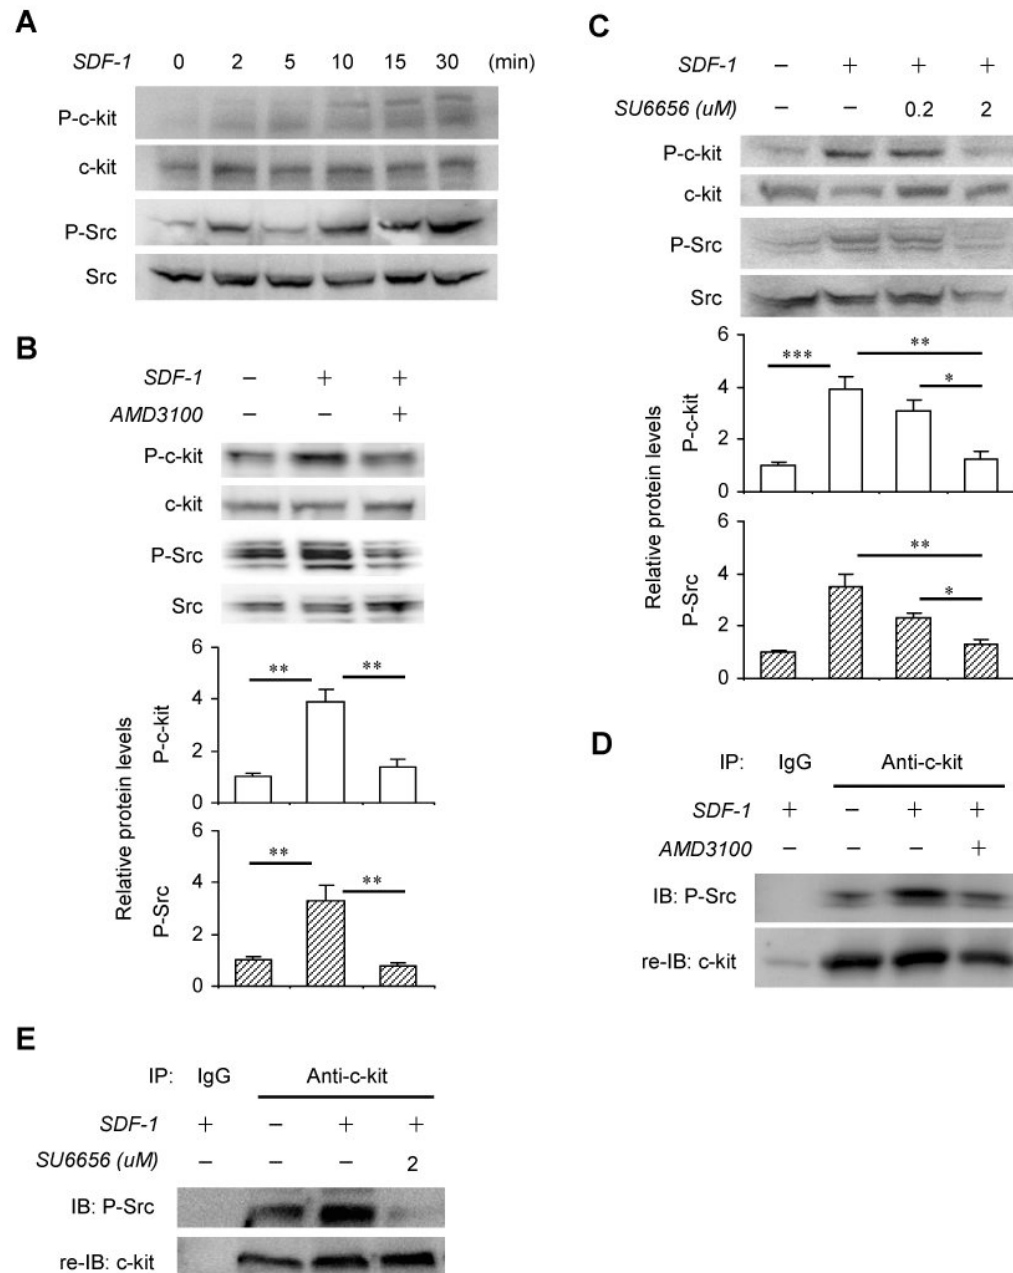 A
SDF-1 0 2 5 10 15 30 (min)
P-c-kit
c-kit
P-Src
Src
B
SDF-1 − + +
AMD3100 − − +
P-c-kit
c-kit
P-Src
Src
Relative protein levels
P-c-kit
6
4
2
0
** **
P-Src
6
4
2
0
** **
C
SDF-1 − + + +
SU6656 (uM) − − 0.2 2
P-c-kit
c-kit
P-Src
Src
Relative protein levels
P-c-kit
6
4
2
0
*** ** *
P-Src
6
4
2
0
** *
D
IP: IgG Anti-c-kit
SDF-1 + − + +
AMD3100 − − − +
IB: P-Src
re-IB: c-kit
E
IP: IgG Anti-c-kit
SDF-1 + − + +
SU6656 (uM) − − − 2
IB: P-Src
re-IB: c-kit